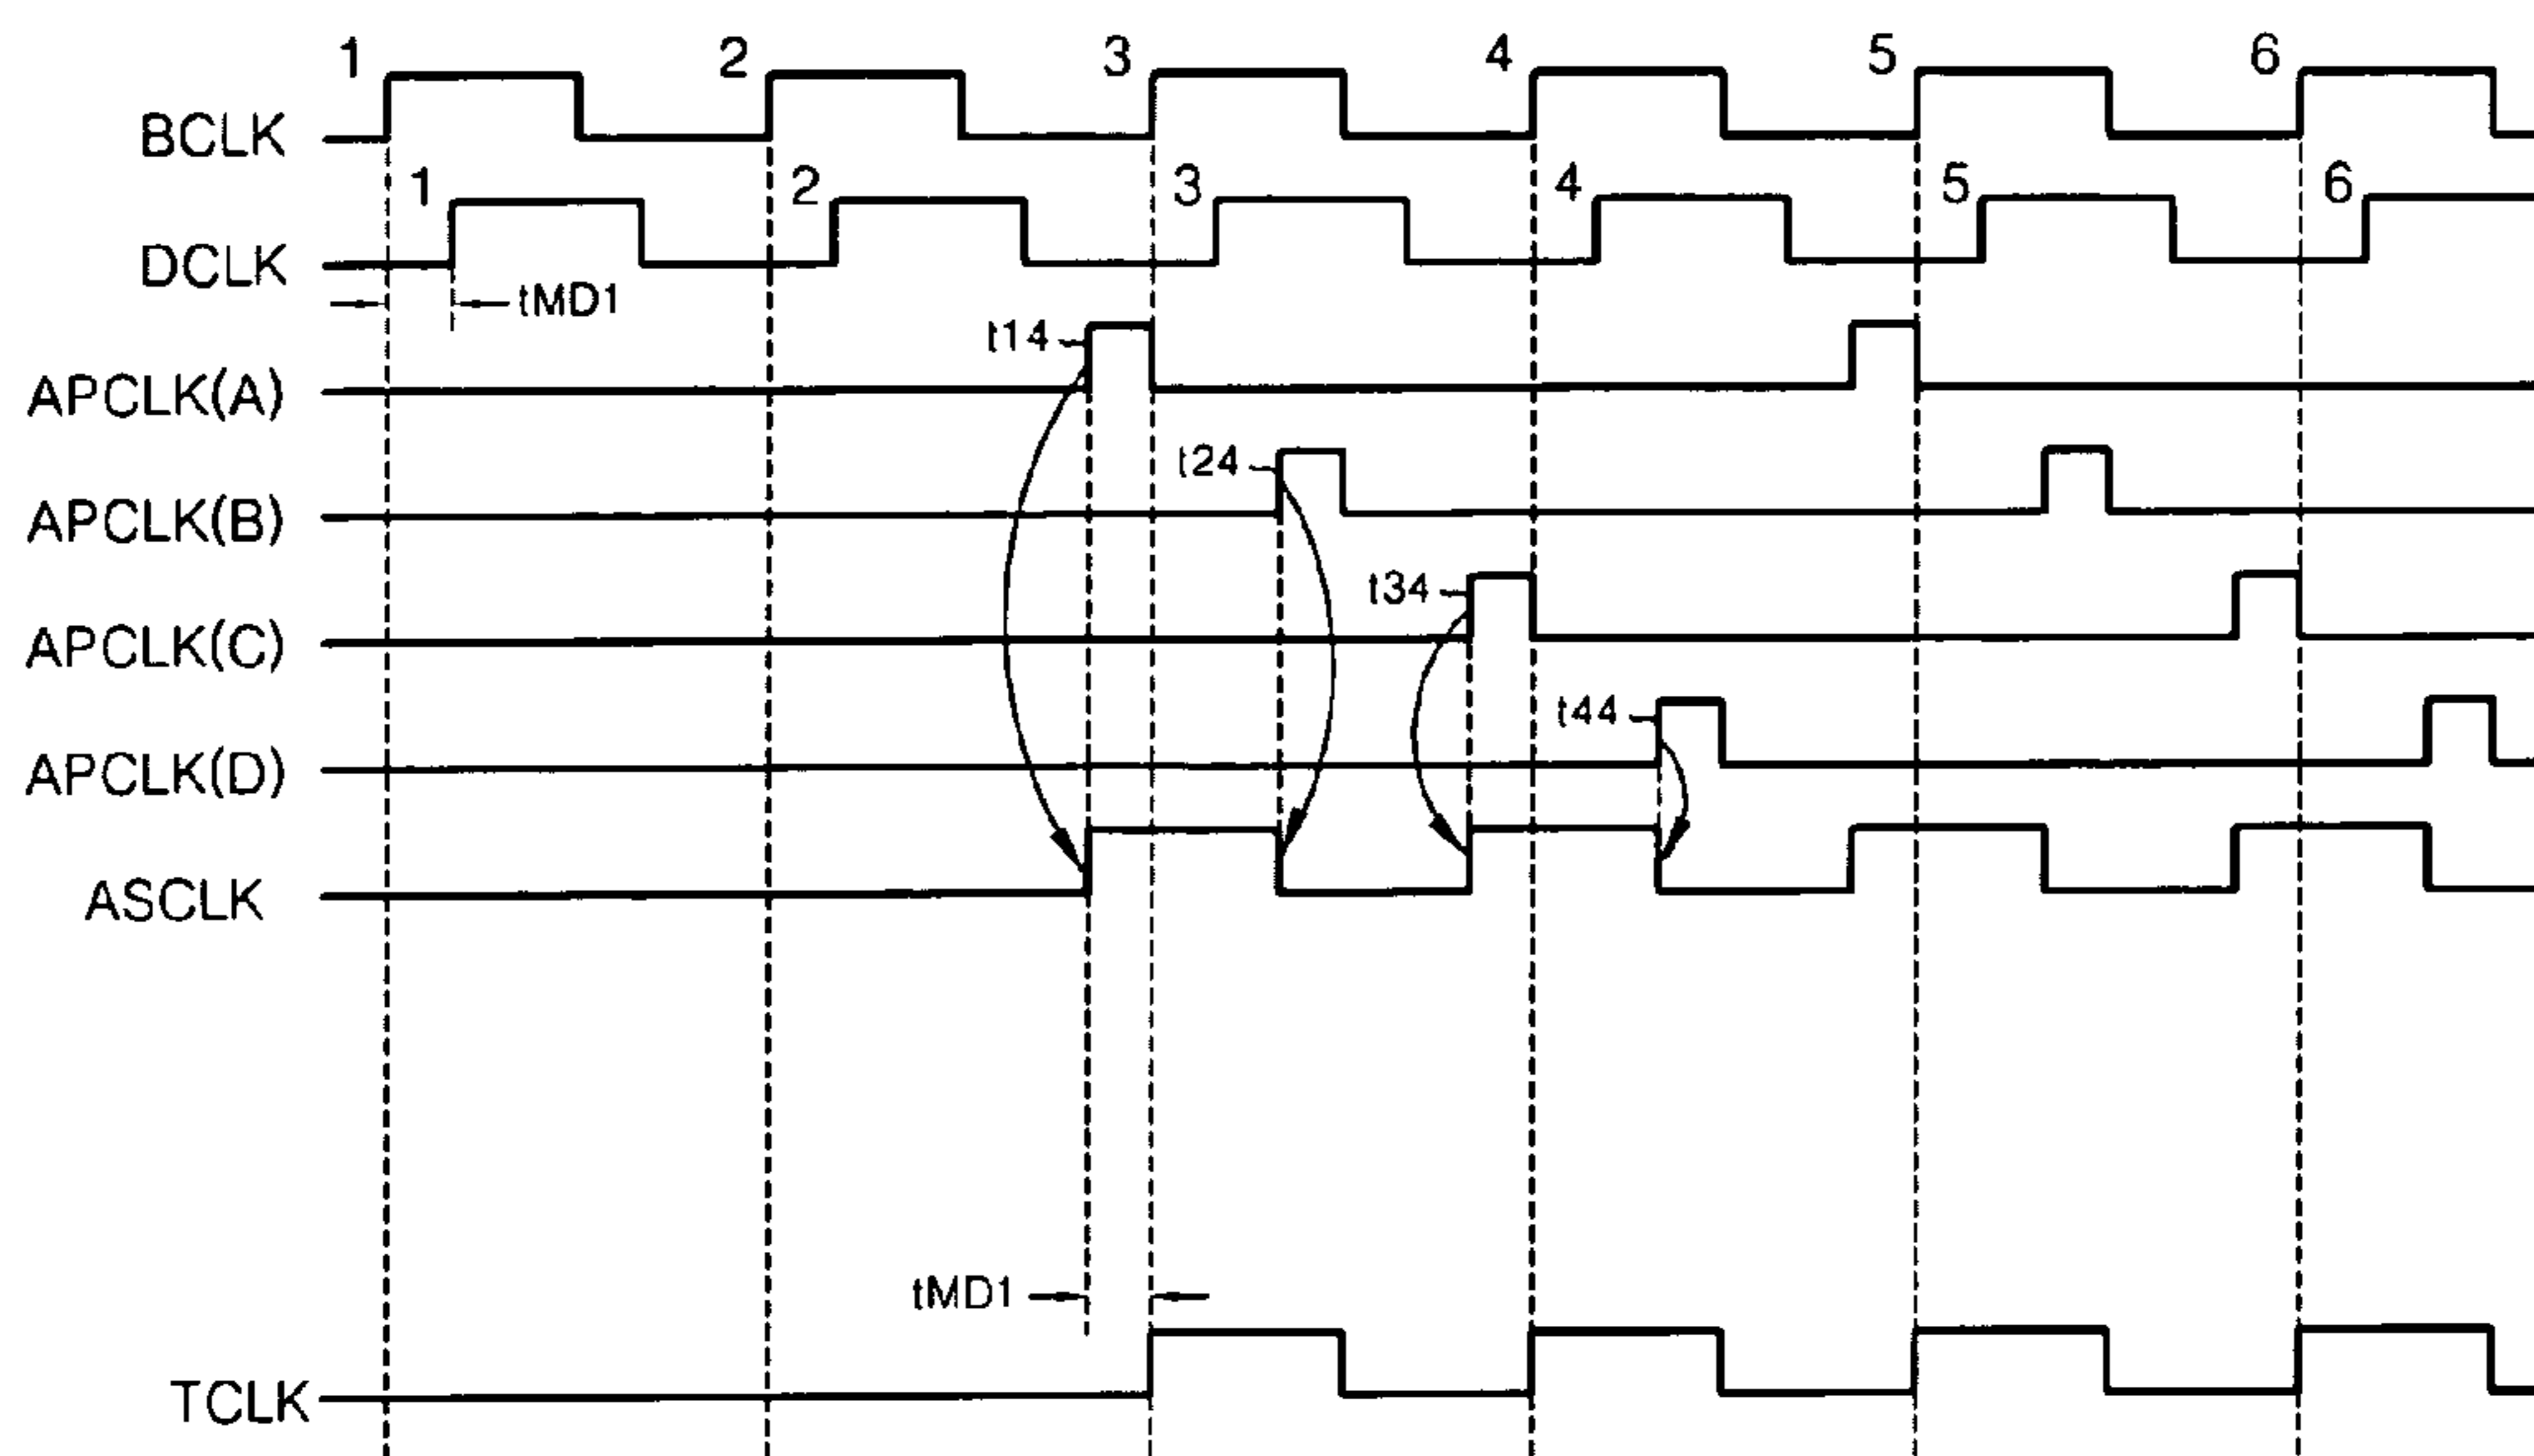 1 2 3 4 5 6
BCLK
1 2 3 4 5 6
DCLK
tMD1
t14
APCLK(A)
t24
APCLK(B)
t34
APCLK(C)
t44
APCLK(D)
ASCLK
tMD1
TCLK